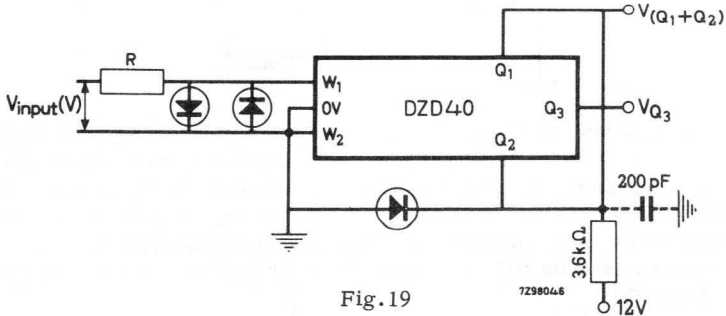 V(Q1+Q2)
R
Q1
W1
Vinput(V)
0V
DZD40
Q3
VQ3
W2
Q2
200 pF
3.6kΩ
Fig.19
7Z98046
12V